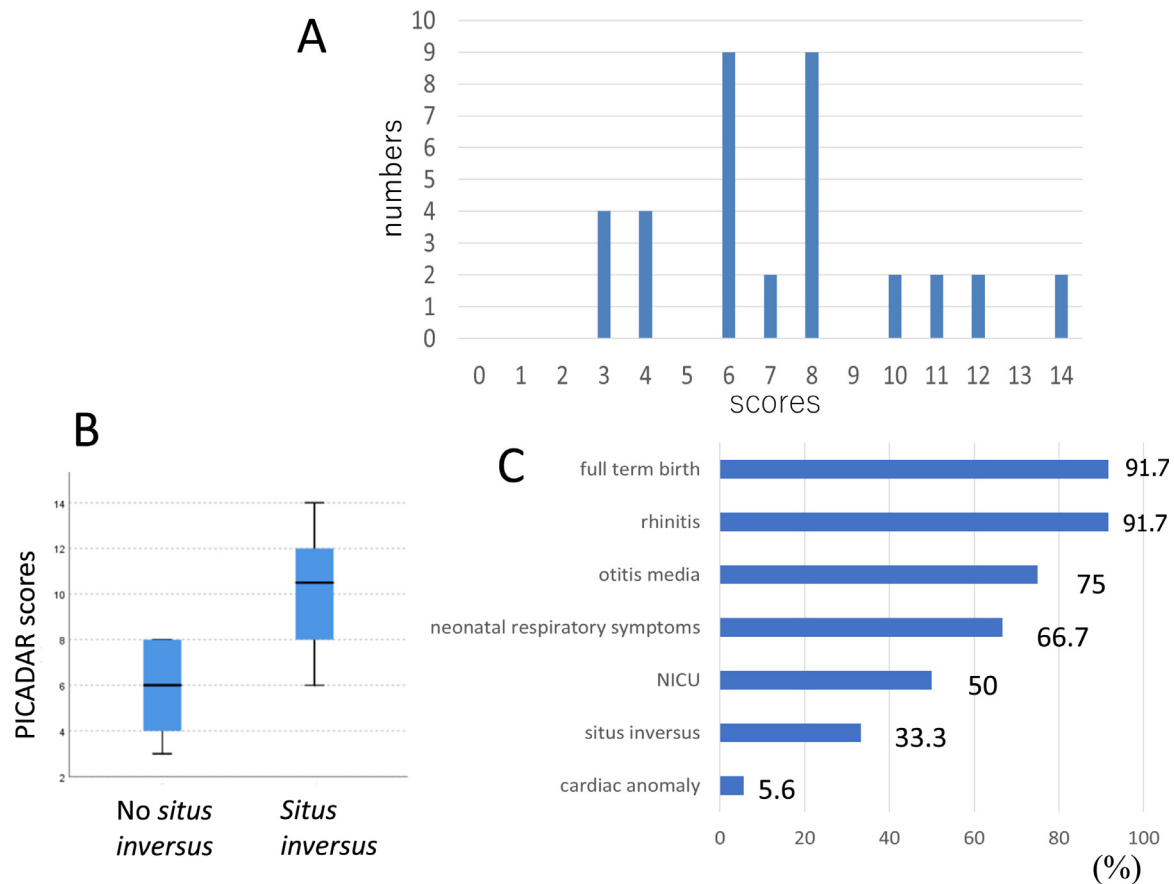 A
10
9
8
7
6
5
4
3
2
1
0
numbers
0 1 2 3 4 5 6 7 8 9 10 11 12 13 14
scores
B
14
12
10
8
6
4
2
PICADAR scores
No situs
inversus
Situs
inversus
C
full term birth 91.7
rhinitis 91.7
otitis media 75
neonatal respiratory symptoms 66.7
NICU 50
situs inversus 33.3
cardiac anomaly 5.6
0 20 40 60 80 100
(%)